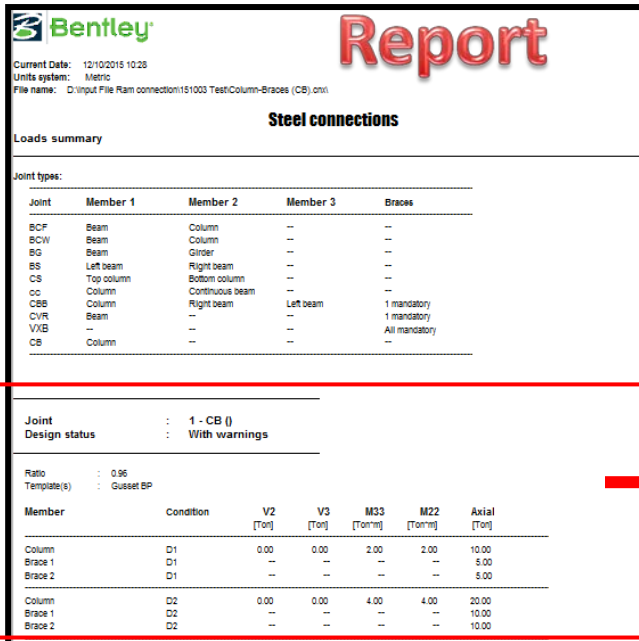 Bentley
Report
Current Date: 12/10/2015 10:28
Units system: Metric
File name: D:\Input File Ram connection\151003 Test\Column-Braces (CB).cnx\
Steel connections
Loads summary
Joint types:
Joint Member 1 Member 2 Member 3 Braces
BCF Beam Column -- --
BCW Beam Column -- --
BG Beam Girder -- --
BS Left beam Right beam -- --
CS Top column Bottom column -- --
CC Column Continuous beam -- --
CBB Column Right beam Left beam 1 mandatory
CVR Beam -- -- 1 mandatory
VXB -- -- -- All mandatory
CB Column -- -- --
Joint : 1 - CB ()
Design status : With warnings
Ratio : 0.96
Template(s) : Gusset BP
Member Condition V2 V3 M33 M22 Axial
[Ton] [Ton] [Ton*m] [Ton*m] [Ton]
Column D1 0.00 0.00 2.00 2.00 10.00
Brace 1 D1 -- -- -- -- 5.00
Brace 2 D1 -- -- -- -- 5.00
Column D2 0.00 0.00 4.00 4.00 20.00
Brace 1 D2 -- -- -- -- 10.00
Brace 2 D2 -- -- -- -- 10.00